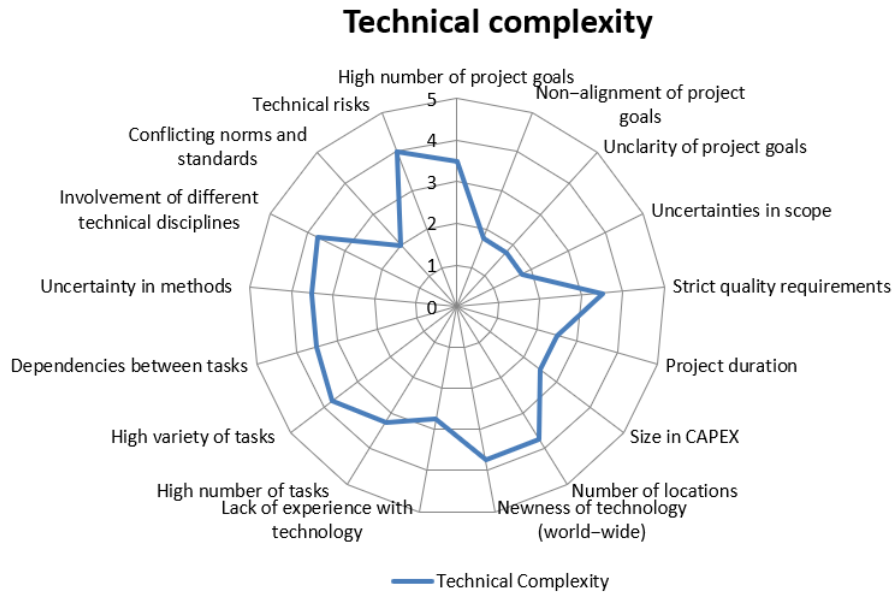 Technical complexity
High number of project goals
Non−alignment of project
goals
Unclarity of project goals
Uncertainties in scope
Strict quality requirements
Project duration
Size in CAPEX
Number of locations
Newness of technology
(world−wide)
Lack of experience with
technology
High number of tasks
High variety of tasks
Dependencies between tasks
Uncertainty in methods
Involvement of different
technical disciplines
Conflicting norms and
standards
Technical risks
5
4
3
2
1
0
Technical Complexity